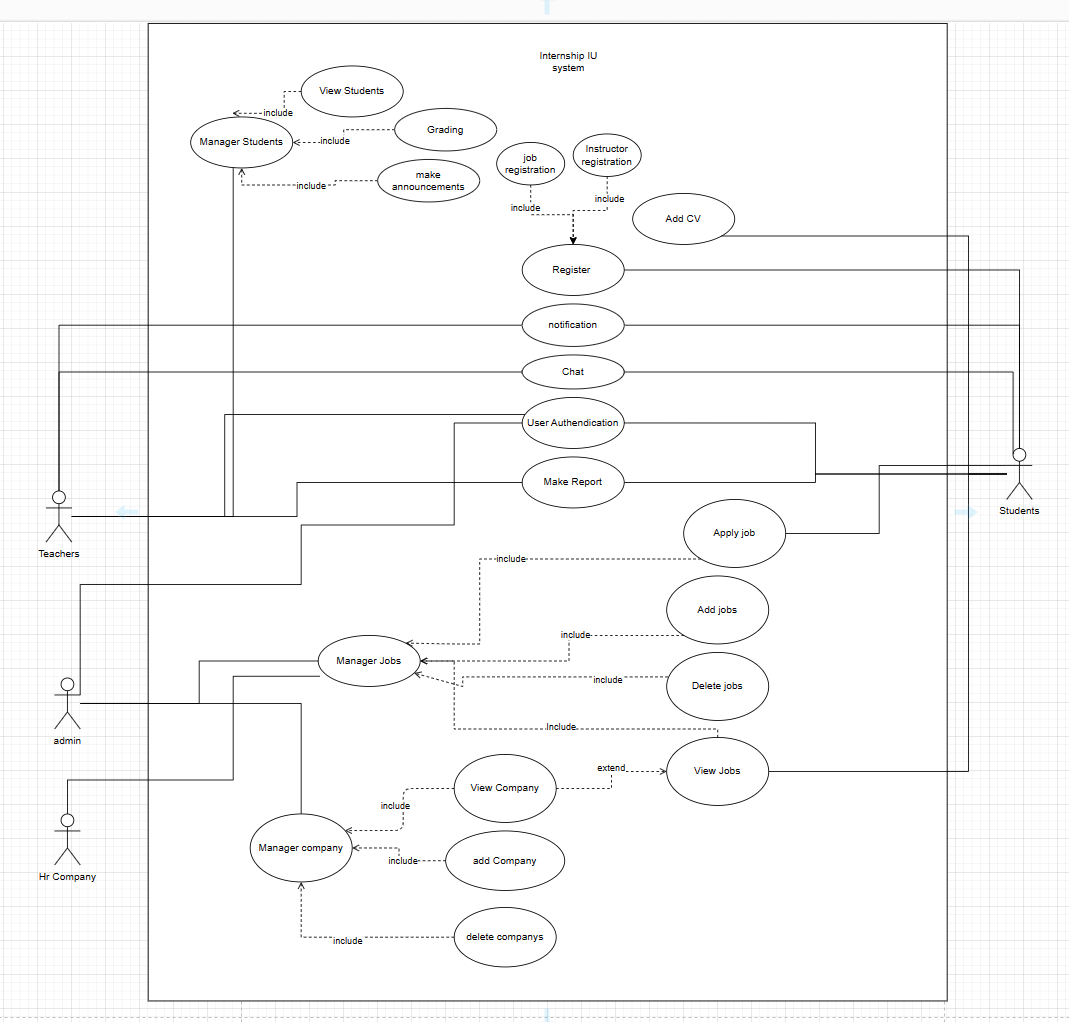 Internship IU
system
View Students
include
Manager Students
Grading
include
make
announcements
include
job
registration
Instructor
registration
include
include
Add CV
Register
notification
Chat
User Authendication
Make Report
Teachers
Students
Apply job
include
Add jobs
include
Manager Jobs
Delete jobs
include
admin
Include
View Jobs
extend
View Company
include
Manager company
add Company
include
Hr Company
delete companys
include